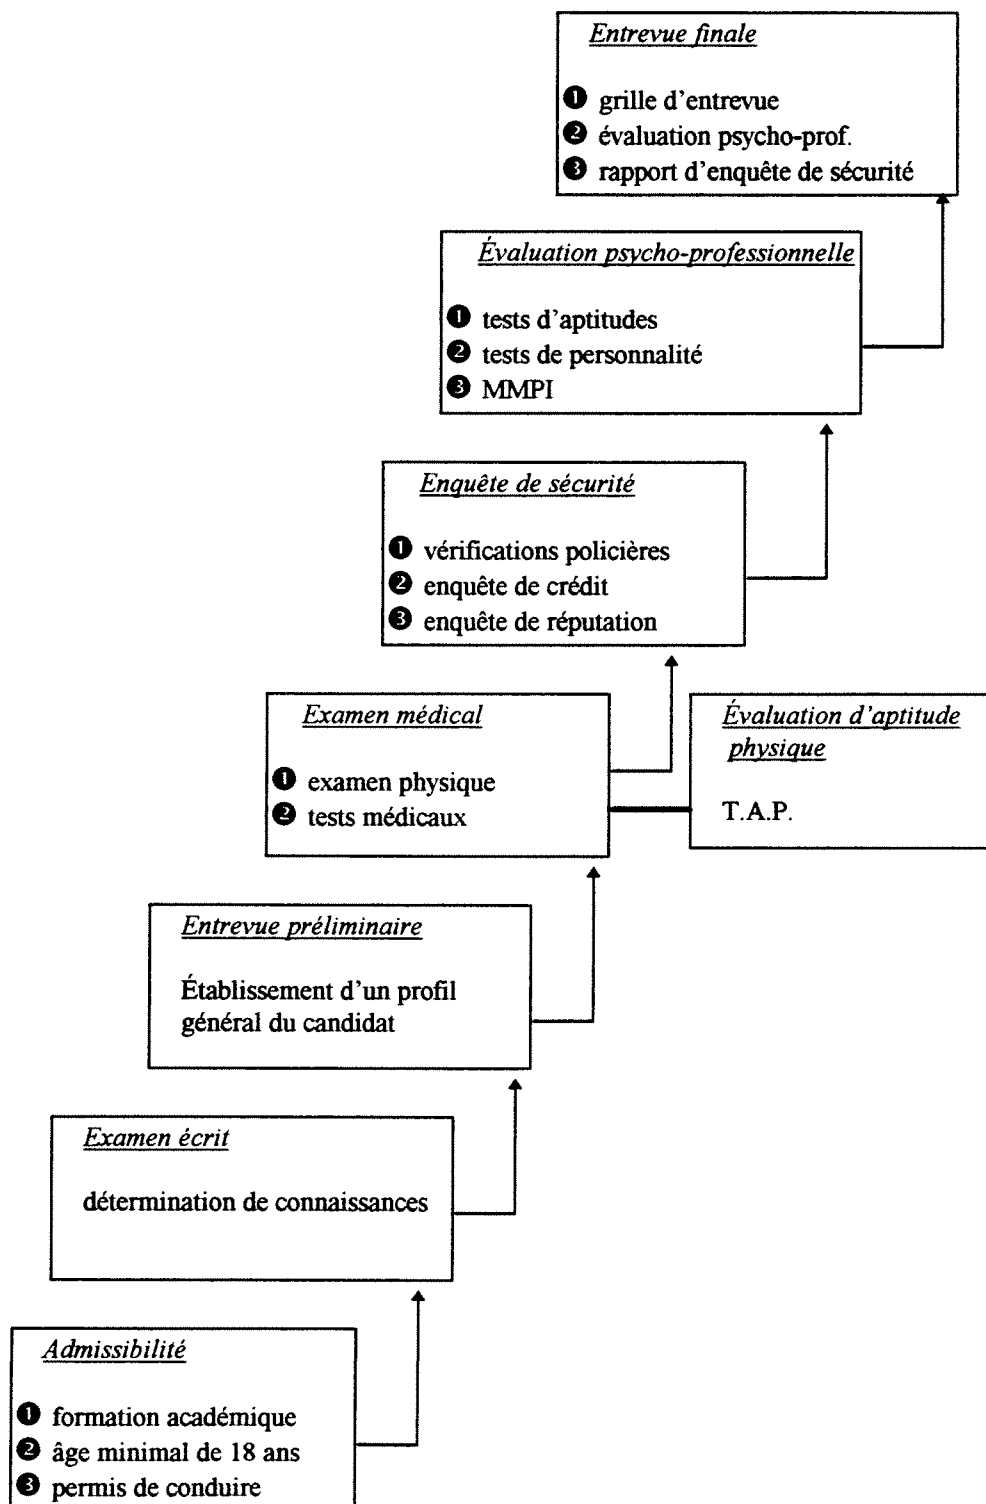 Entrevue finale
❶ grille d'entrevue
❷ évaluation psycho-prof.
❸ rapport d'enquête de sécurité
Évaluation psycho-professionnelle
❶ tests d'aptitudes
❷ tests de personnalité
❸ MMPI
Enquête de sécurité
❶ vérifications policières
❷ enquête de crédit
❸ enquête de réputation
Examen médical
❶ examen physique
❷ tests médicaux
Évaluation d'aptitude
physique
T.A.P.
Entrevue préliminaire
Établissement d'un profil
général du candidat
Examen écrit
détermination de connaissances
Admissibilité
❶ formation académique
❷ âge minimal de 18 ans
❸ permis de conduire